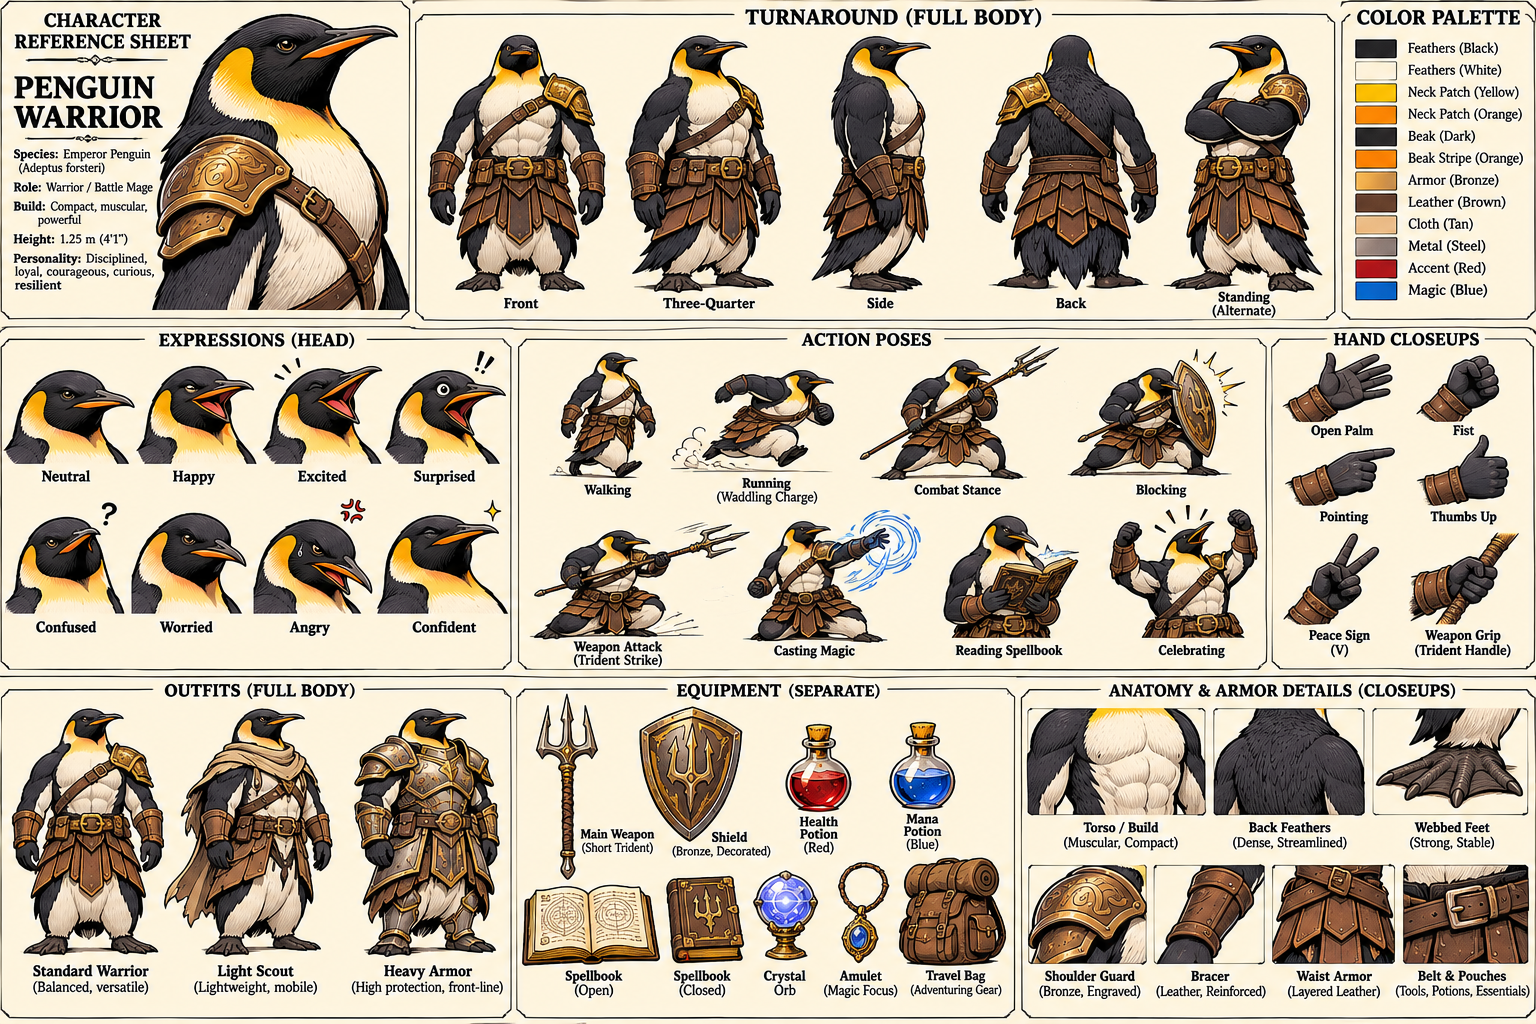 CHARACTER
REFERENCE SHEET
PENGUIN
WARRIOR
Species: Emperor Penguin
(Adeptus forsteri)
Role: Warrior / Battle Mage
Build: Compact, muscular,
powerful
Height: 1.25 m (4'1")
Personality: Disciplined,
loyal, courageous, curious,
resilient
TURNAROUND (FULL BODY)
Front
Three-Quarter
Side
Back
Standing
(Alternate)
COLOR PALETTE
Feathers (Black)
Feathers (White)
Neck Patch (Yellow)
Neck Patch (Orange)
Beak (Dark)
Beak Stripe (Orange)
Armor (Bronze)
Leather (Brown)
Cloth (Tan)
Metal (Steel)
Accent (Red)
Magic (Blue)
EXPRESSIONS (HEAD)
!!
Neutral
Happy
Excited
Surprised
?
Confused
Worried
Angry
Confident
ACTION POSES
Walking
Running
(Waddling Charge)
Combat Stance
Blocking
Weapon Attack
(Trident Strike)
Casting Magic
Reading Spellbook
Celebrating
HAND CLOSEUPS
Open Palm
Fist
Pointing
Thumbs Up
Peace Sign
(V)
Weapon Grip
(Trident Handle)
OUTFITS (FULL BODY)
Standard Warrior
(Balanced, versatile)
Light Scout
(Lightweight, mobile)
Heavy Armor
(High protection, front-line)
EQUIPMENT (SEPARATE)
Main Weapon
(Short Trident)
Shield
(Bronze, Decorated)
Health
Potion
(Red)
Mana
Potion
(Blue)
Spellbook
(Open)
Spellbook
(Closed)
Crystal
Orb
Amulet
(Magic Focus)
Travel Bag
(Adventuring Gear)
ANATOMY & ARMOR DETAILS (CLOSEUPS)
Torso / Build
(Muscular, Compact)
Back Feathers
(Dense, Streamlined)
Webbed Feet
(Strong, Stable)
Shoulder Guard
(Bronze, Engraved)
Bracer
(Leather, Reinforced)
Waist Armor
(Layered Leather)
Belt & Pouches
(Tools, Potions, Essentials)